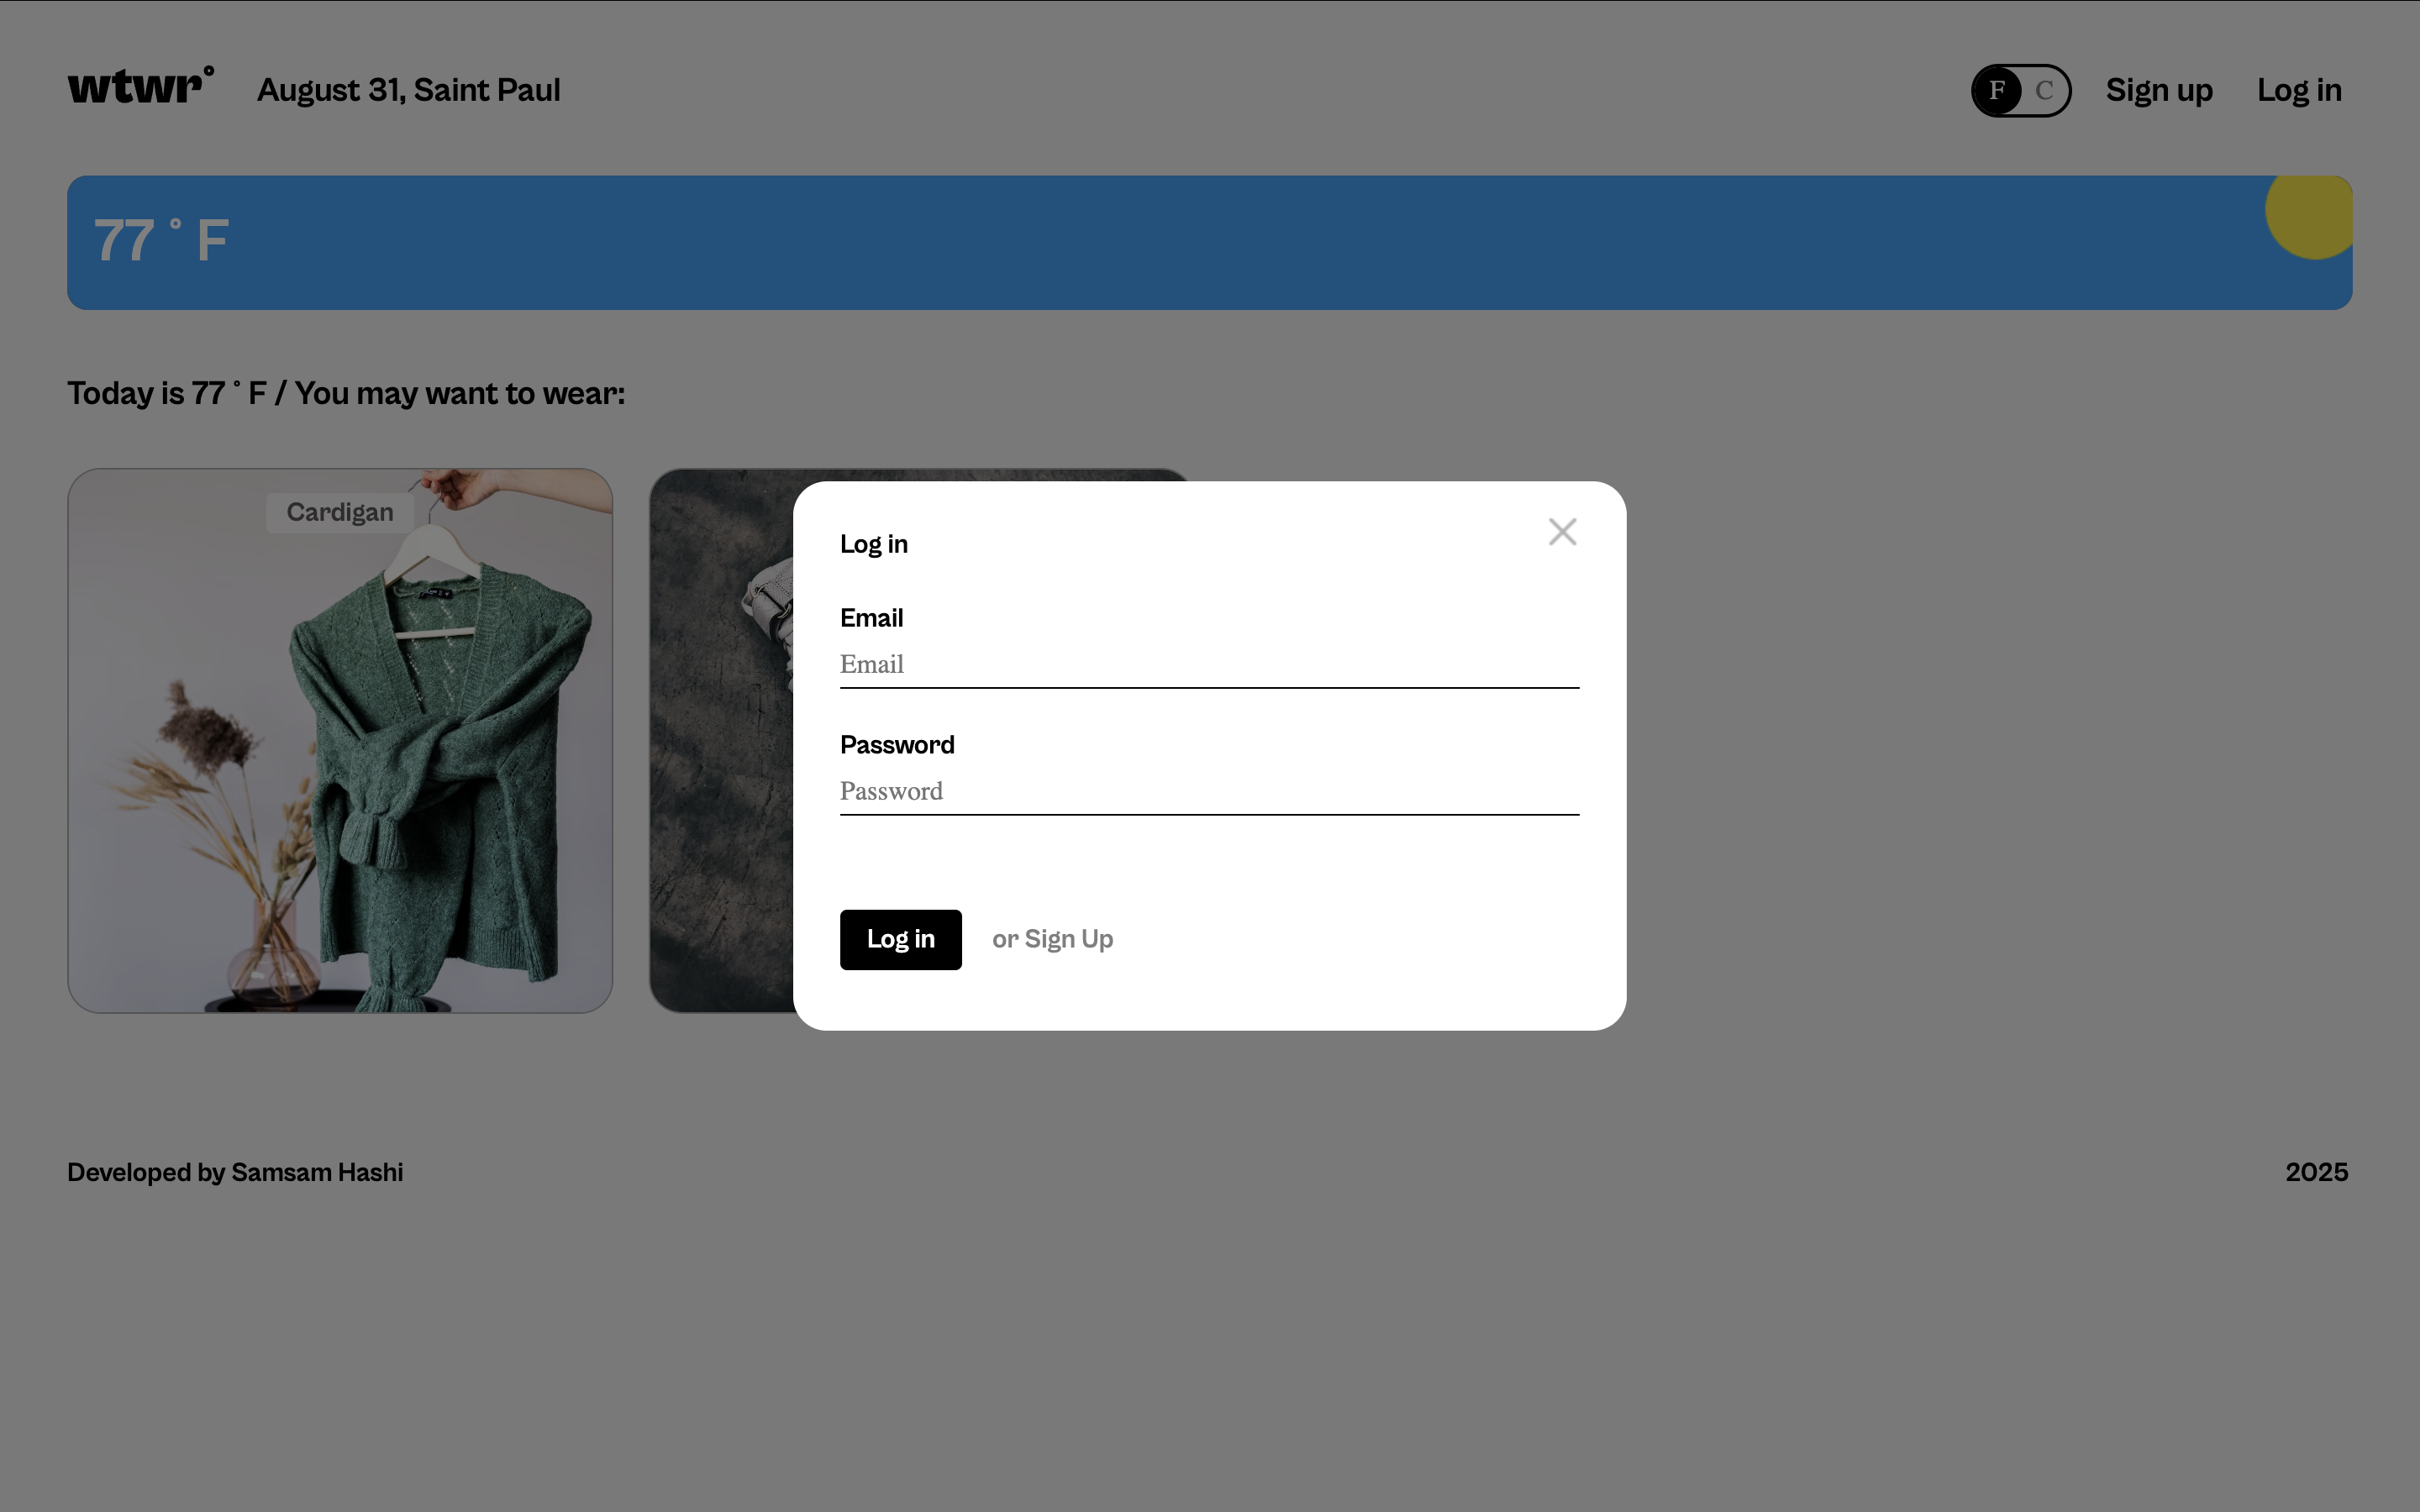 wtwr°
August 31, Saint Paul
F C
Sign up
Log in
77 ° F
Today is 77 ° F / You may want to wear:
Cardigan
Log in
Email
Email
Password
Password
Log in
or Sign Up
Developed by Samsam Hashi
2025